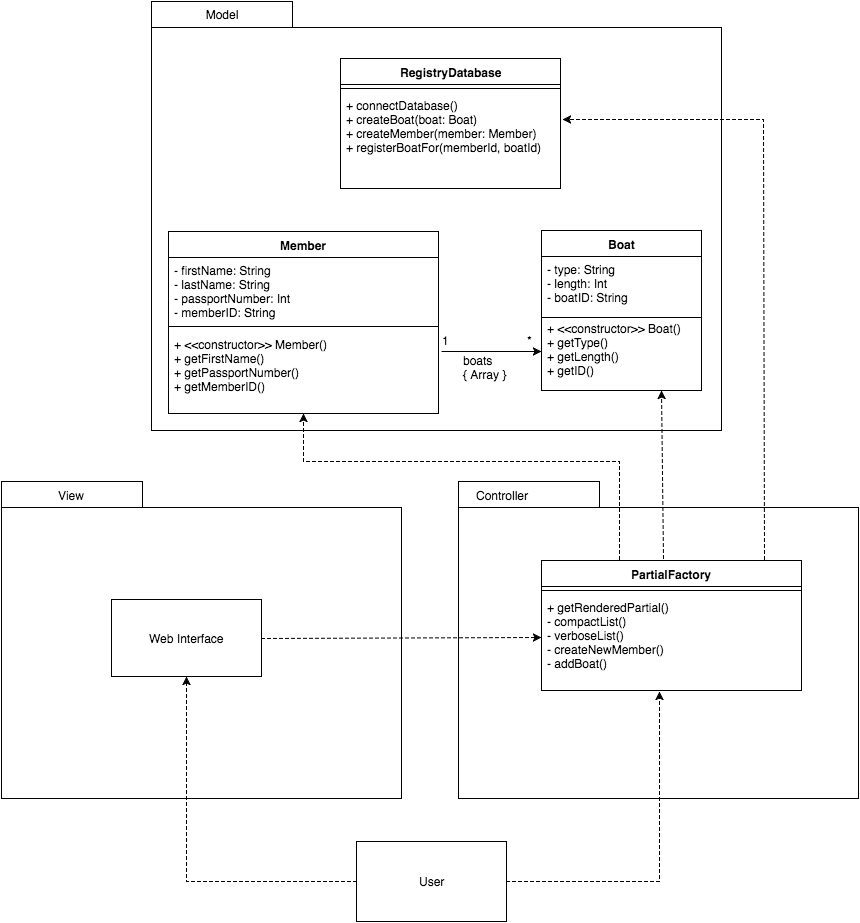 Model
RegistryDatabase
+ connectDatabase()
+ createBoat(boat: Boat)
+ createMember(member: Member)
+ registerBoatFor(memberId, boatId)
Member
- firstName: String
- lastName: String
- passportNumber: Int
- memberID: String
+ <<constructor>> Member()
+ getFirstName()
+ getPassportNumber()
+ getMemberID()
1
*
boats
{ Array }
Boat
- type: String
- length: Int
- boatID: String
+ <<constructor>> Boat()
+ getType()
+ getLength()
+ getID()
View
Web Interface
Controller
PartialFactory
+ getRenderedPartial()
- compactList()
- verboseList()
- createNewMember()
- addBoat()
User